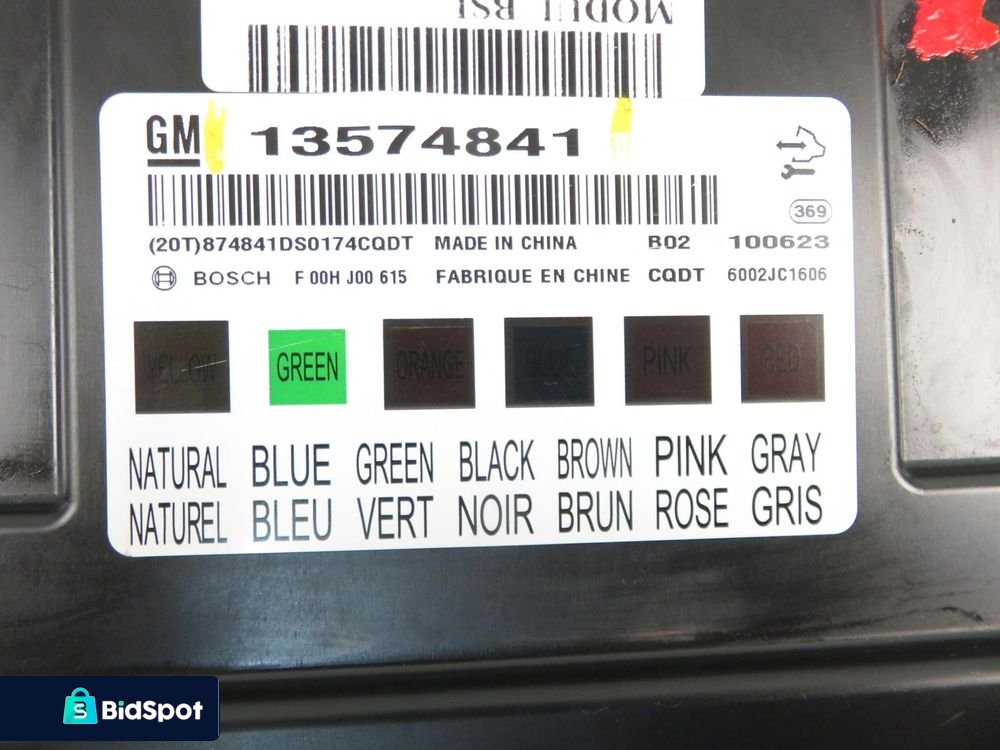 MODUL BSI
GM 13574841
369
(20T)874841DS0174CQDT MADE IN CHINA B02 100623
BOSCH F 00H J00 615 FABRIQUE EN CHINE CQDT 6002JC1606
YELLOW GREEN ORANGE BLUE PINK RED
NATURAL BLUE GREEN BLACK BROWN PINK GRAY
NATUREL BLEU VERT NOIR BRUN ROSE GRIS
S BidSpot